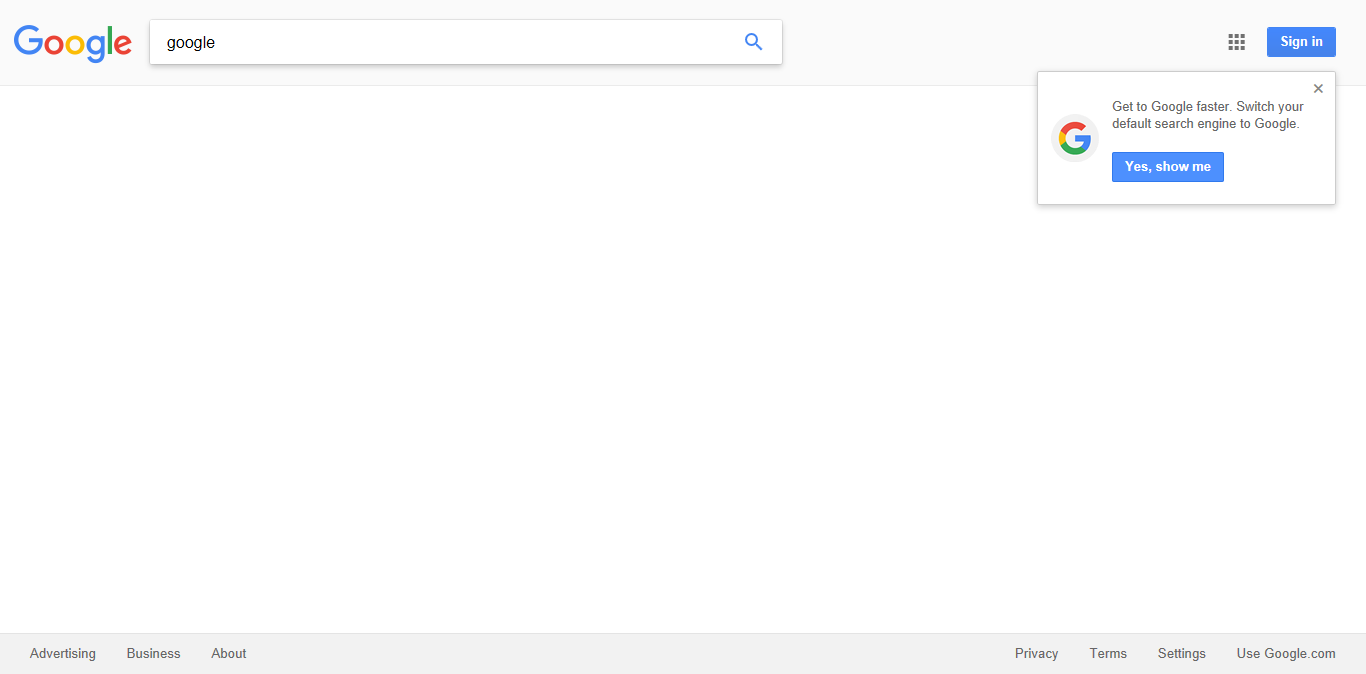 Google
google
Sign in
Get to Google faster. Switch your
default search engine to Google.
Yes, show me
Advertising Business About
Privacy Terms Settings Use Google.com